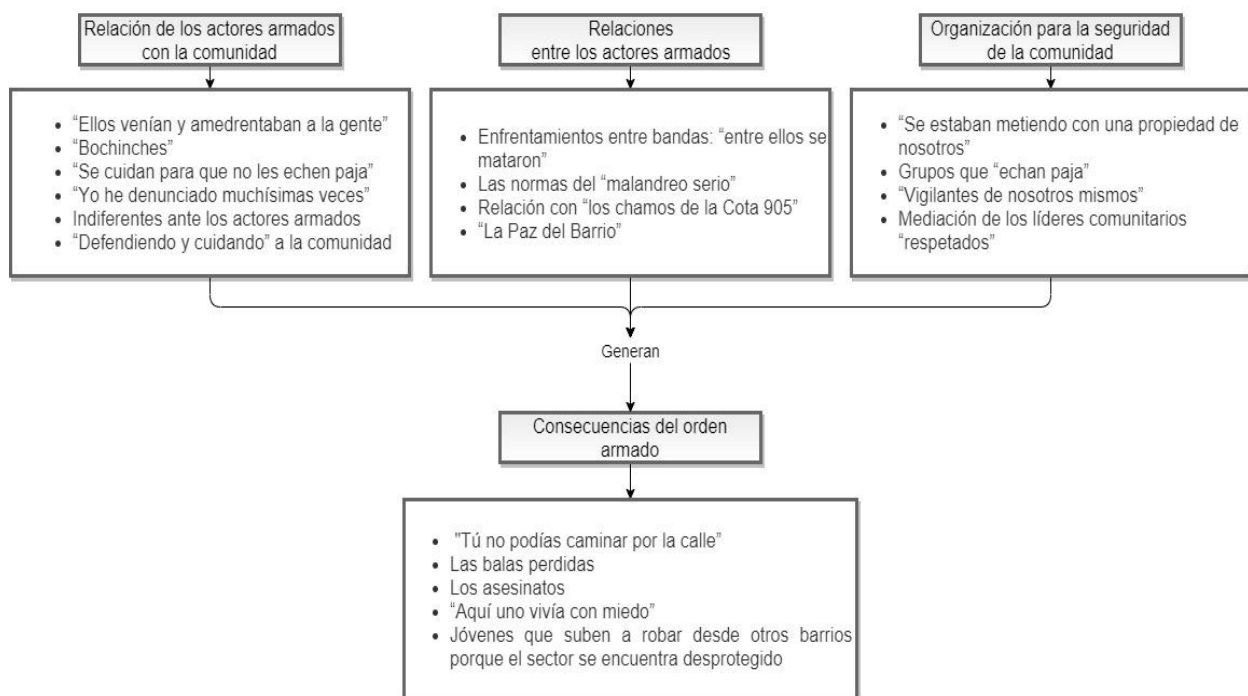 Relación de los actores armados
con la comunidad
• “Ellos venían y amedrentaban a la gente”
• “Bochinches”
• “Se cuidan para que no les echen paja”
• “Yo he denunciado muchísimas veces”
• Indiferentes ante los actores armados
• “Defendiendo y cuidando” a la comunidad
Relaciones
entre los actores armados
• Enfrentamientos entre bandas: “entre ellos se
mataron”
• Las normas del “malandreo serio”
• Relación con “los chamos de la Cota 905”
• “La Paz del Barrio”
Organización para la seguridad
de la comunidad
• “Se estaban metiendo con una propiedad de
nosotros”
• Grupos que “echan paja”
• “Vigilantes de nosotros mismos”
• Mediación de los líderes comunitarios
“respetados”
Generan
Consecuencias del orden
armado
• "Tú no podías caminar por la calle”
• Las balas perdidas
• Los asesinatos
• “Aquí uno vivía con miedo”
• Jóvenes que suben a robar desde otros barrios
porque el sector se encuentra desprotegido